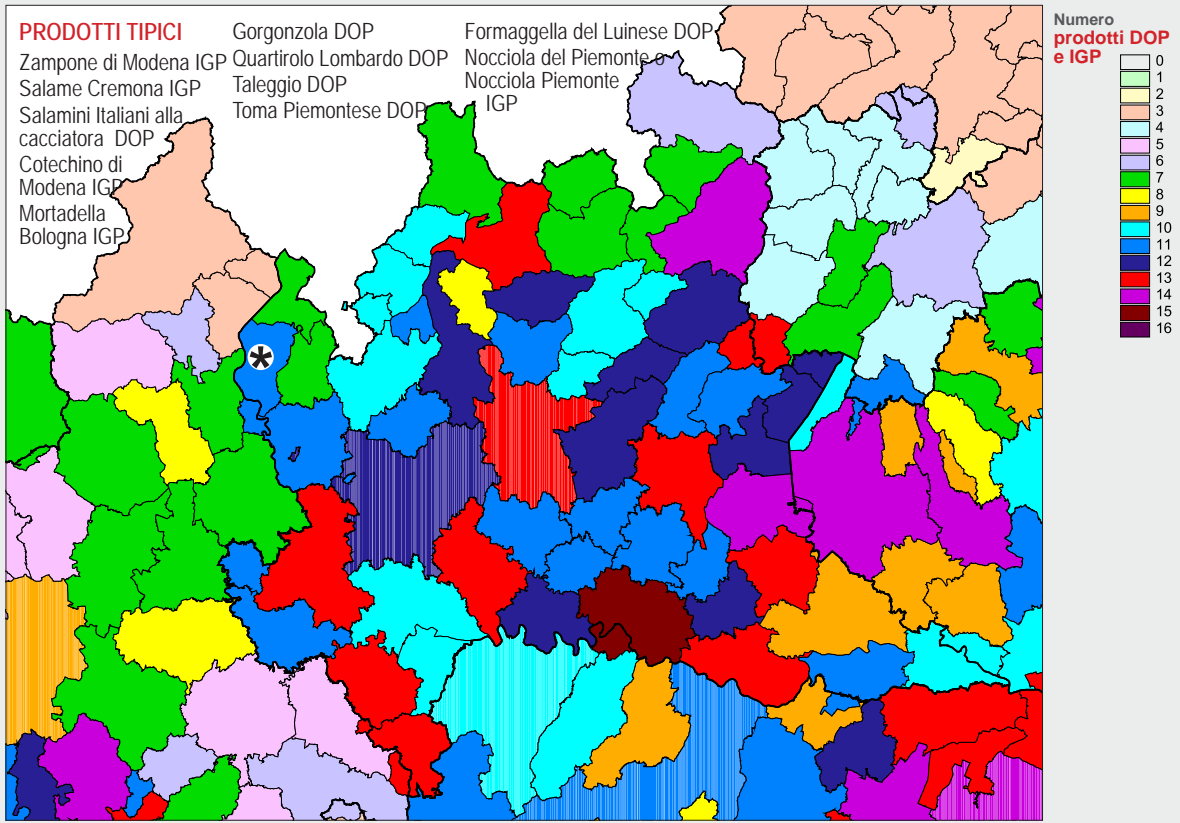 PRODOTTI TIPICI
Zampone di Modena IGP
Salame Cremona IGP
Salamini Italiani alla
cacciatora DOP
Cotechino di
Modena IGP
Mortadella
Bologna IGP
Gorgonzola DOP
Quartirolo Lombardo DOP
Taleggio DOP
Toma Piemontese DOP
Formaggella del Luinese DOP
Nocciola del Piemonte o
Nocciola Piemonte
IGP
Numero
prodotti DOP
e IGP
0
1
2
3
4
5
6
7
8
9
10
11
12
13
14
15
16